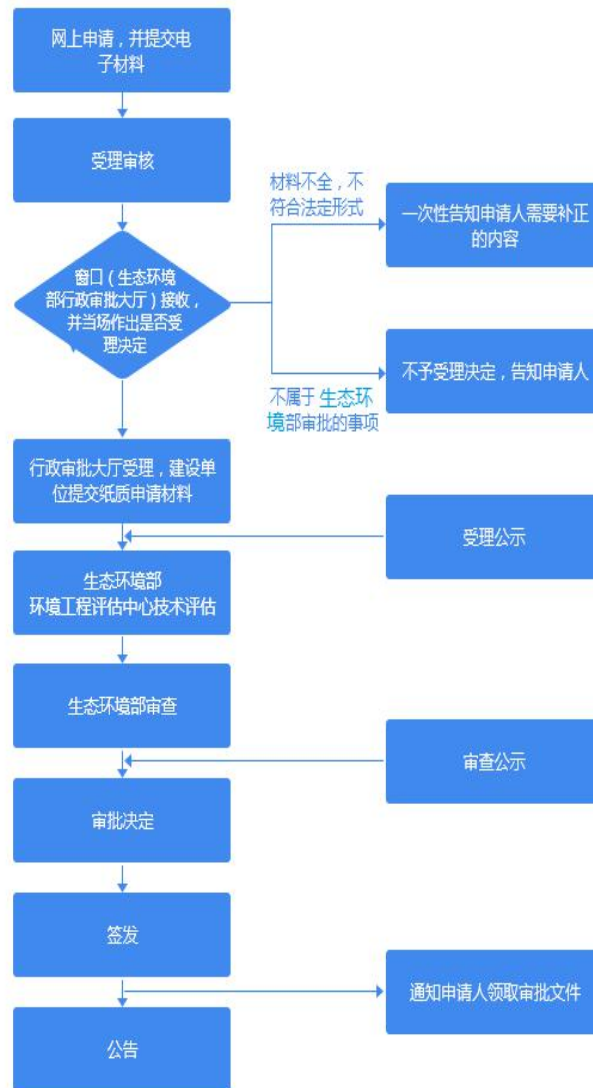 网上申请，并提交电
子材料
受理审核
材料不全，不
符合法定形式
一次性告知申请人需要补正
的内容
窗口（生态环境
部行政审批大厅）接收，
并当场作出是否受
理决定
不予受理决定，告知申请人
不属于 生态环
境部审批的事项
行政审批大厅受理，建设单
位提交纸质申请材料
受理公示
生态环境部
环境工程评估中心技术评估
生态环境部审查
审查公示
审批决定
签发
通知申请人领取审批文件
公告